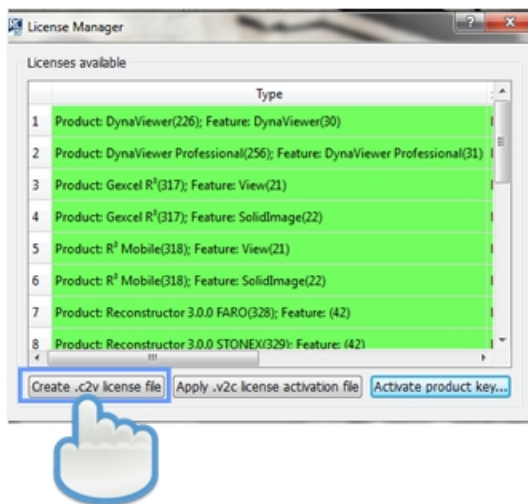 License Manager
Licenses available
Type
1 Product: DynaViewer(226); Feature: DynaViewer(30)
2 Product: DynaViewer Professional(256); Feature: DynaViewer Professional(31)
3 Product: Gexcel R³(317); Feature: View(21)
4 Product: Gexcel R³(317); Feature: SolidImage(22)
5 Product: R³ Mobile(318); Feature: View(21)
6 Product: R³ Mobile(318); Feature: SolidImage(22)
7 Product: Reconstructor 3.0.0 FARO(328); Feature: (42)
8 Product: Reconstructor 3.0.0 STONEX(329); Feature: (42)
Create .c2v license file Apply .v2c license activation file Activate product key...